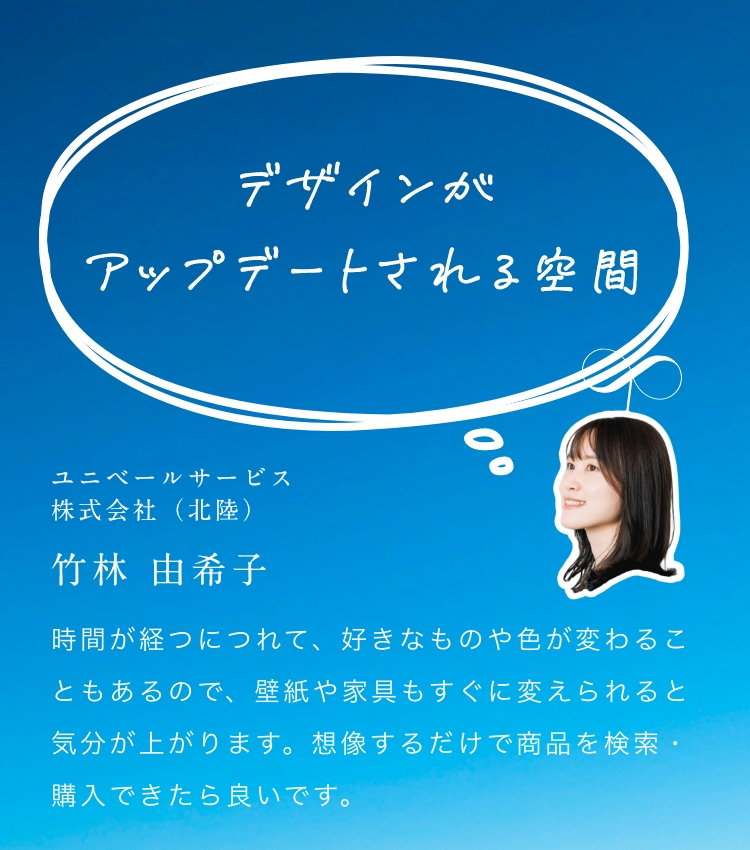 デザインが
アップデートされる空間
ユニベールサービス
株式会社（北陸）
竹林 由希子
時間が経つにつれて、好きなものや色が変わるこ
ともあるので、壁紙や家具もすぐに変えられると
気分が上がります。想像するだけで商品を検索・
購入できたら良いです。